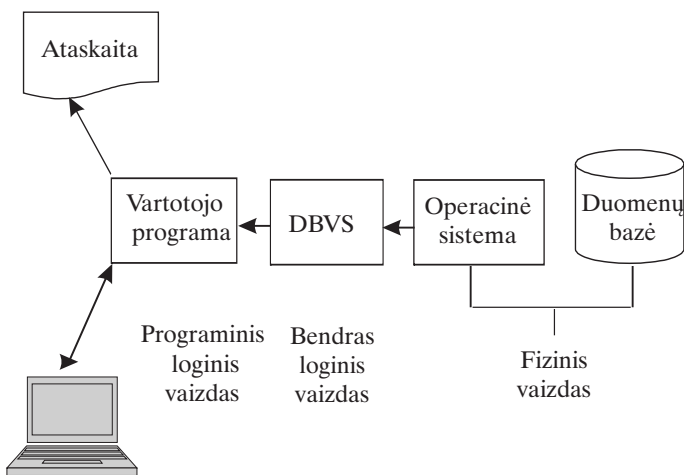 Ataskaita
Vartotojo
programa
DBVS
Operacinė
sistema
Duomenų
bazė
Programinis
loginis
vaizdas
Bendras
loginis
vaizdas
Fizinis
vaizdas